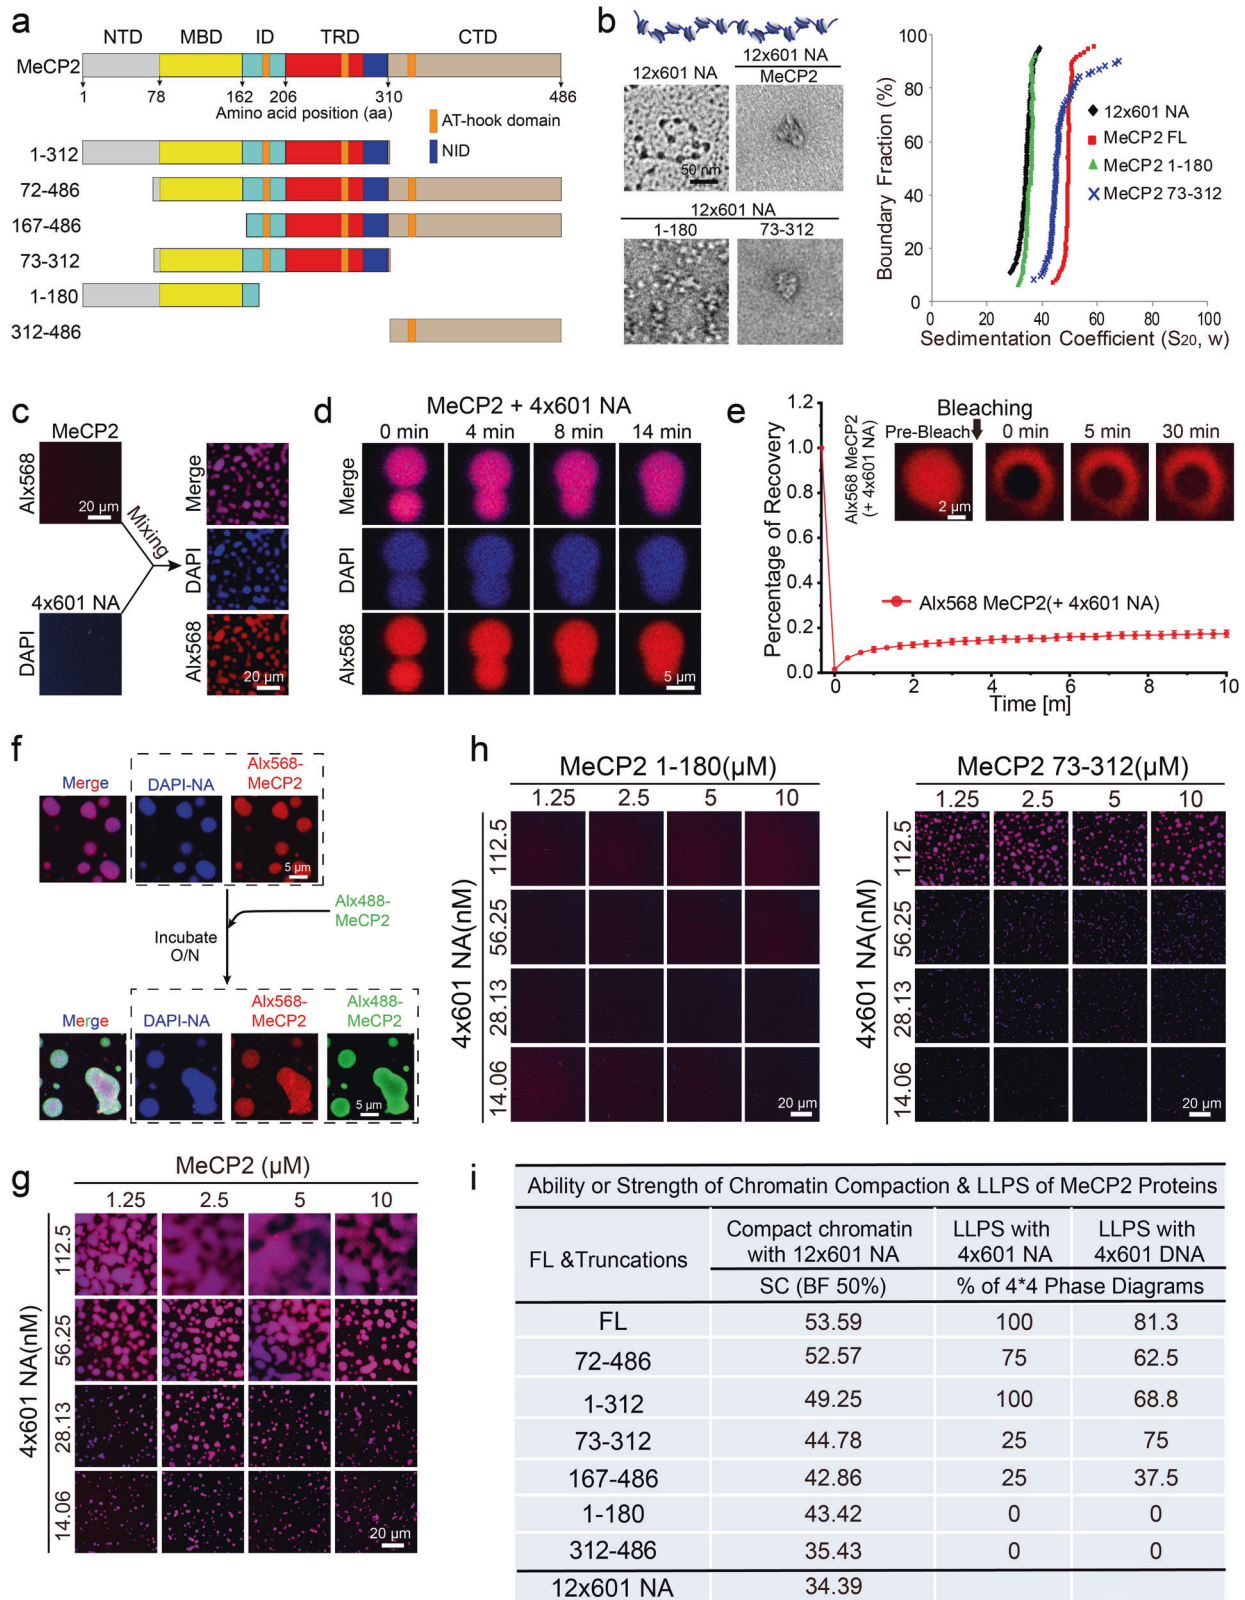 a
NTD MBD ID TRD CTD
MeCP2
1 78 162 206 310 486
Amino acid position (aa)
AT-hook domain
NID
1-312
72-486
167-486
73-312
1-180
312-486
b
12x601 NA
12x601 NA
MeCP2
50 nm
12x601 NA
1-180 73-312
Boundary Fraction (%)
100
80
60
40
20
0
0 20 40 60 80 100
Sedimentation Coefficient (S20, w)
12x601 NA
MeCP2 FL
MeCP2 1-180
MeCP2 73-312
c
MeCP2
Alx568
20 µm
Mixing
4x601 NA
DAPI
Merge
DAPI
Alx568
20 µm
d
MeCP2 + 4x601 NA
0 min 4 min 8 min 14 min
Merge
DAPI
Alx568
5 µm
e
Percentage of Recovery
1.2
1.0
0.8
0.6
0.4
0.2
0.0
0 2 4 6 8 10
Time [m]
Bleaching
Pre-Bleach 0 min 5 min 30 min
Alx568 MeCP2
(+ 4x601 NA)
2 µm
Alx568 MeCP2(+ 4x601 NA)
f
Merge DAPI-NA Alx568-
MeCP2
5 µm
Alx488-
MeCP2
Incubate
O/N
Merge DAPI-NA Alx568-
MeCP2
Alx488-
MeCP2
5 µm
g
MeCP2 (µM)
1.25 2.5 5 10
4x601 NA(nM)
112.5
56.25
28.13
14.06
20 µm
h
MeCP2 1-180(µM)
1.25 2.5 5 10
4x601 NA(nM)
112.5
56.25
28.13
14.06
20 µm
MeCP2 73-312(µM)
1.25 2.5 5 10
4x601 NA(nM)
112.5
56.25
28.13
14.06
20 µm
i
Ability or Strength of Chromatin Compaction & LLPS of MeCP2 Proteins
FL &Truncations
Compact chromatin
with 12x601 NA
LLPS with
4x601 NA
LLPS with
4x601 DNA
SC (BF 50%) % of 4*4 Phase Diagrams
FL 53.59 100 81.3
72-486 52.57 75 62.5
1-312 49.25 100 68.8
73-312 44.78 25 75
167-486 42.86 25 37.5
1-180 43.42 0 0
312-486 35.43 0 0
12x601 NA 34.39